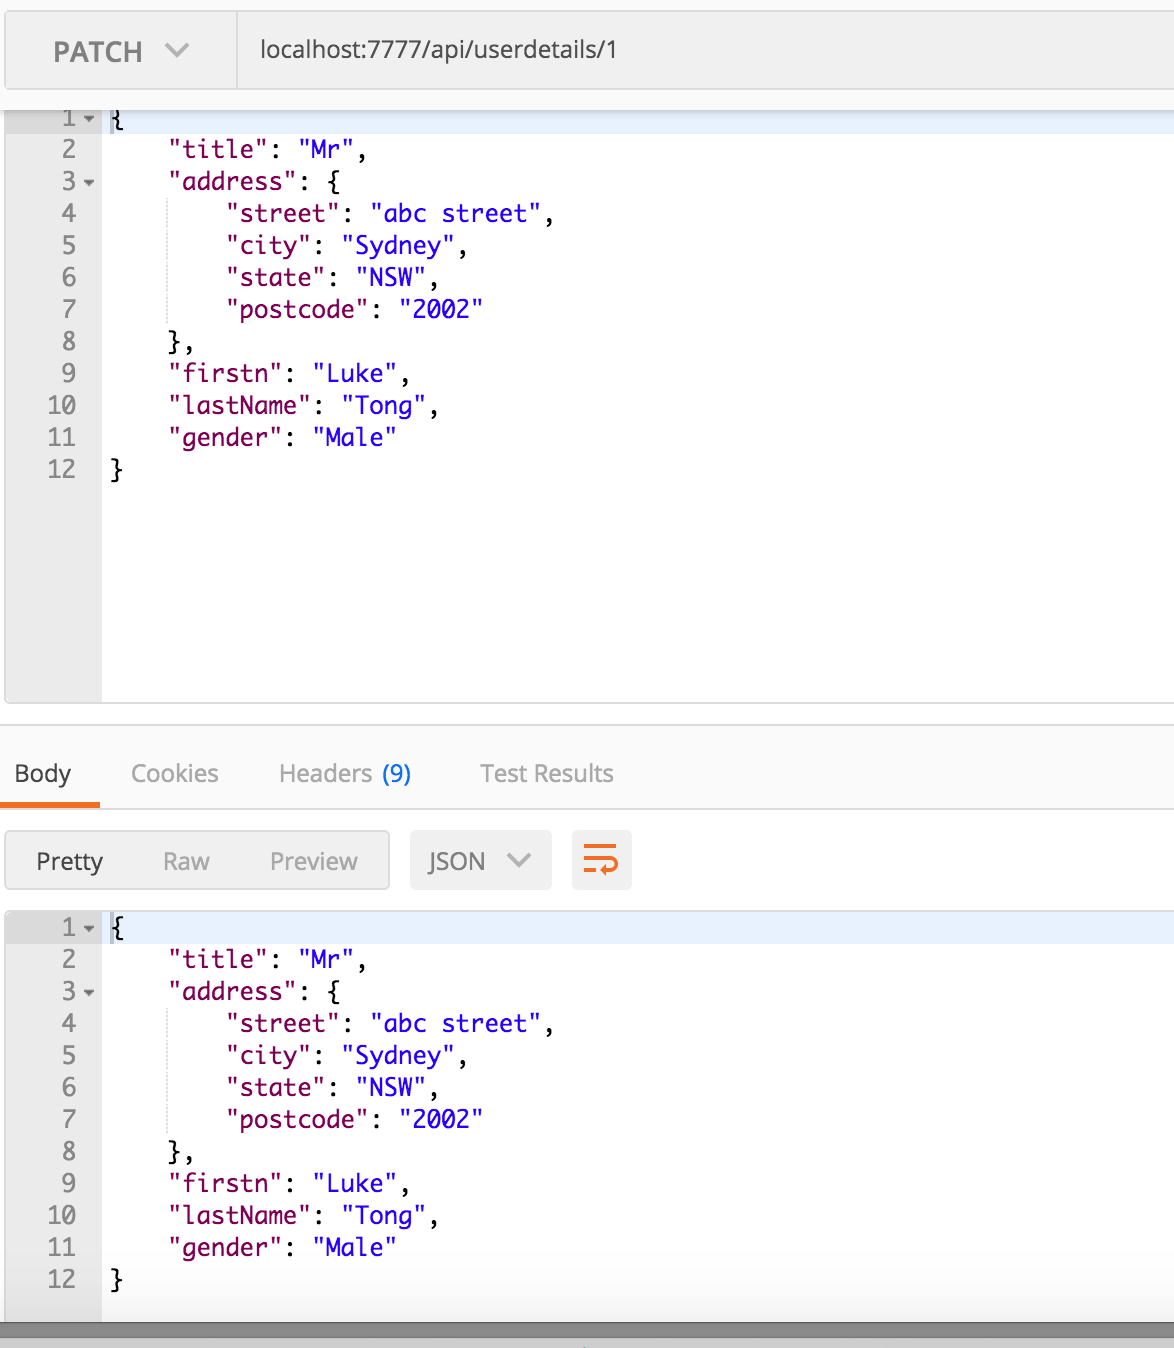 PATCH localhost:7777/api/userdetails/1
1 {
2 "title": "Mr",
3 "address": {
4 "street": "abc street",
5 "city": "Sydney",
6 "state": "NSW",
7 "postcode": "2002"
8 },
9 "firstn": "Luke",
10 "lastName": "Tong",
11 "gender": "Male"
12 }
Body Cookies Headers (9) Test Results
Pretty Raw Preview JSON
1 {
2 "title": "Mr",
3 "address": {
4 "street": "abc street",
5 "city": "Sydney",
6 "state": "NSW",
7 "postcode": "2002"
8 },
9 "firstn": "Luke",
10 "lastName": "Tong",
11 "gender": "Male"
12 }